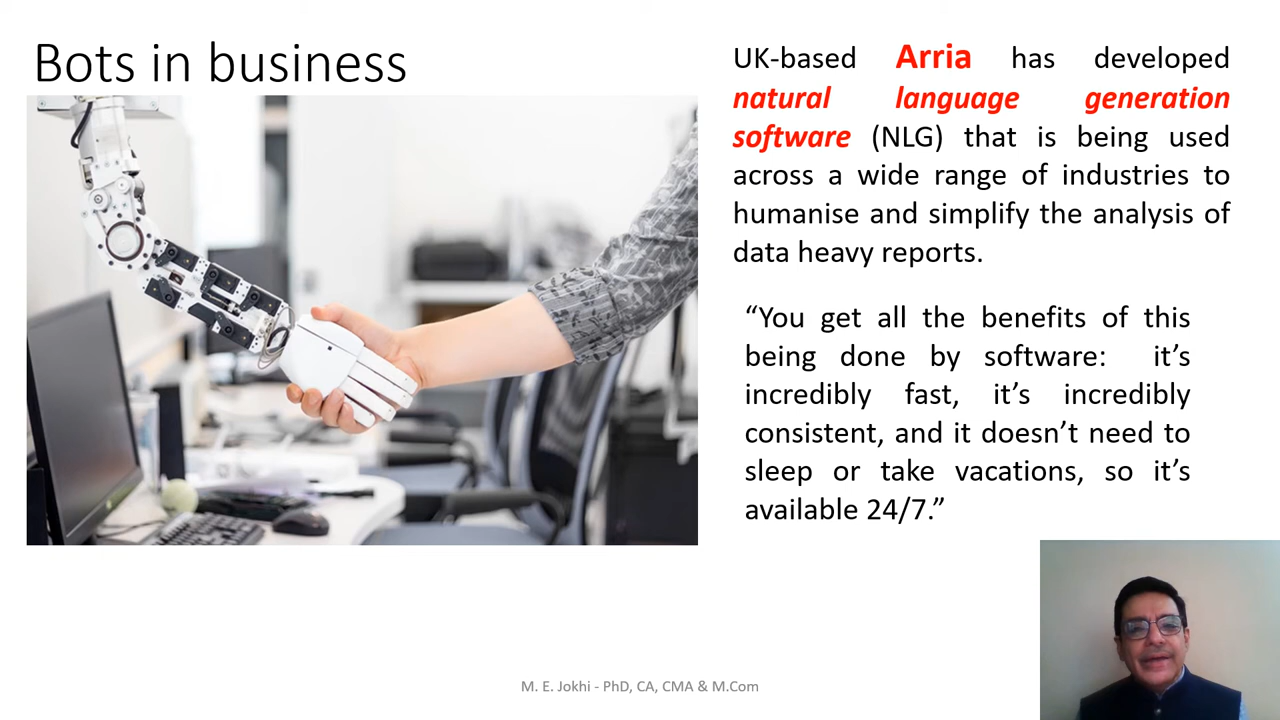 Bots in business
UK-based Arria has developed
natural language generation
software (NLG) that is being used
across a wide range of industries to
humanise and simplify the analysis of
data heavy reports.
“You get all the benefits of this
being done by software: it’s
incredibly fast, it’s incredibly
consistent, and it doesn’t need to
sleep or take vacations, so it’s
available 24/7.”
M. E. Jokhi - PhD, CA, CMA & M.Com